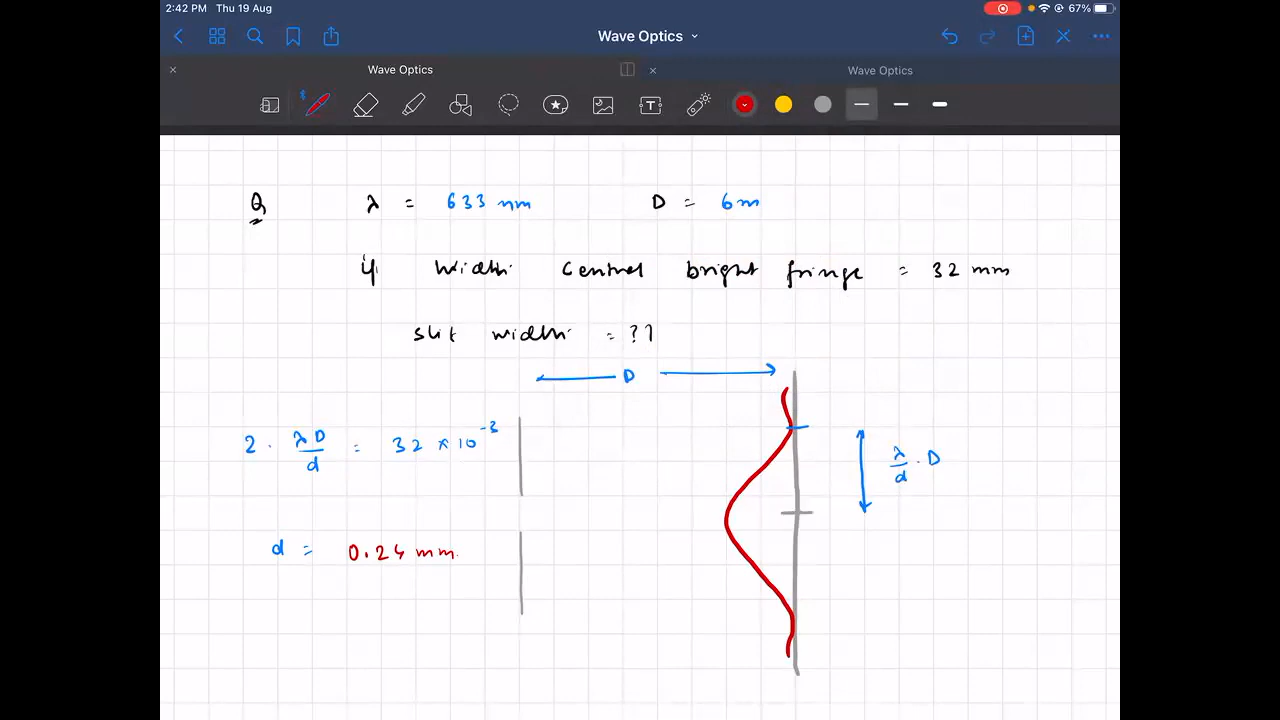 2:42 PM Thu 19 Aug
67%
Wave Optics
Wave Optics
Wave Optics
Q λ = 633 nm D = 6m
if width central bright fringe = 32 mm
slit width = ??
D
2 · λD/d = 32 × 10⁻³
λ/d · D
d = 0.24 mm.